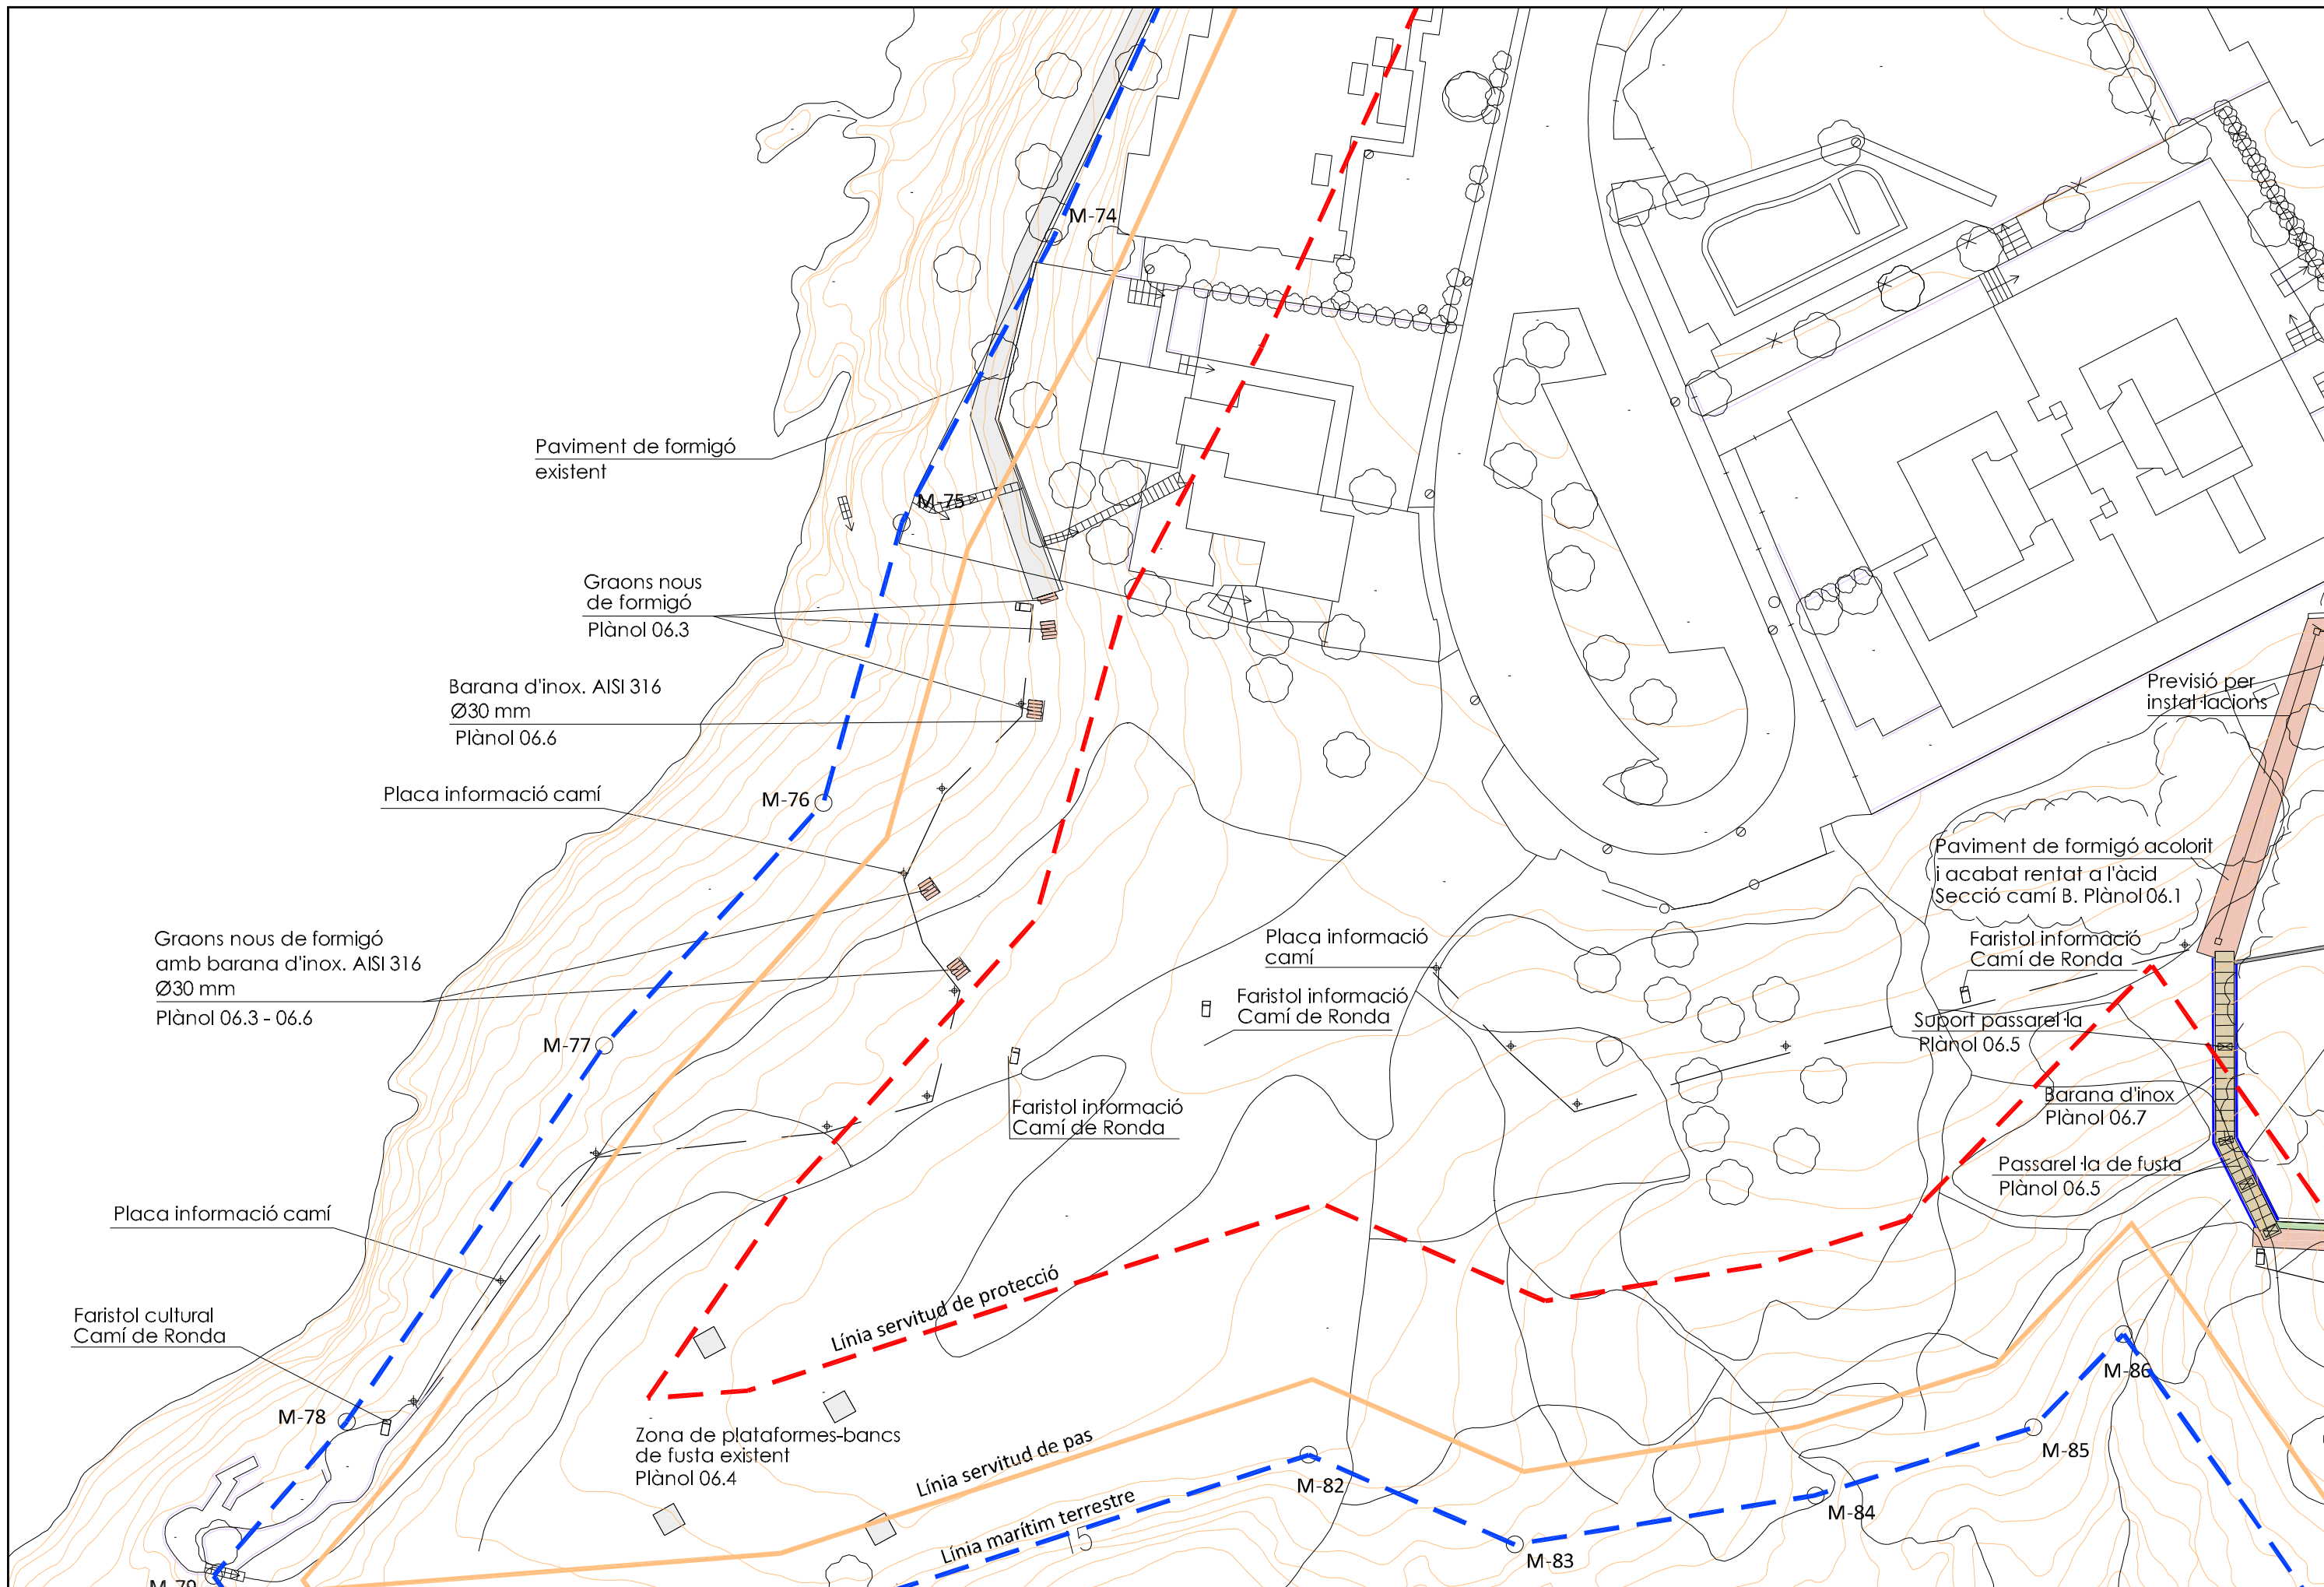 M-74
Paviment de formigó
existent
M-75
Graons nous
de formigó
Plànol 06.3
Barana d'inox. AISI 316
Ø30 mm
Plànol 06.6
Previsió per
instal·lacions
Placa informació camí
M-76
Paviment de formigó acolorit
i acabat rentat a l'àcid
Secció camí B. Plànol 06.1
Graons nous de formigó
amb barana d'inox. AISI 316
Ø30 mm
Plànol 06.3 - 06.6
Placa informació
camí
Faristol informació
Camí de Ronda
Faristol informació
Camí de Ronda
Suport passarel·la
Plànol 06.5
M-77
Faristol informació
Camí de Ronda
Barana d'inox
Plànol 06.7
Passarel·la de fusta
Plànol 06.5
Placa informació camí
Línia servitud de protecció
Faristol cultural
Camí de Ronda
M-78
M-86
Zona de plataformes-bancs
de fusta existent
Plànol 06.4
Línia servitud de pas
M-85
M-82
Línia marítim terrestre
15
M-84
M-83
M-79